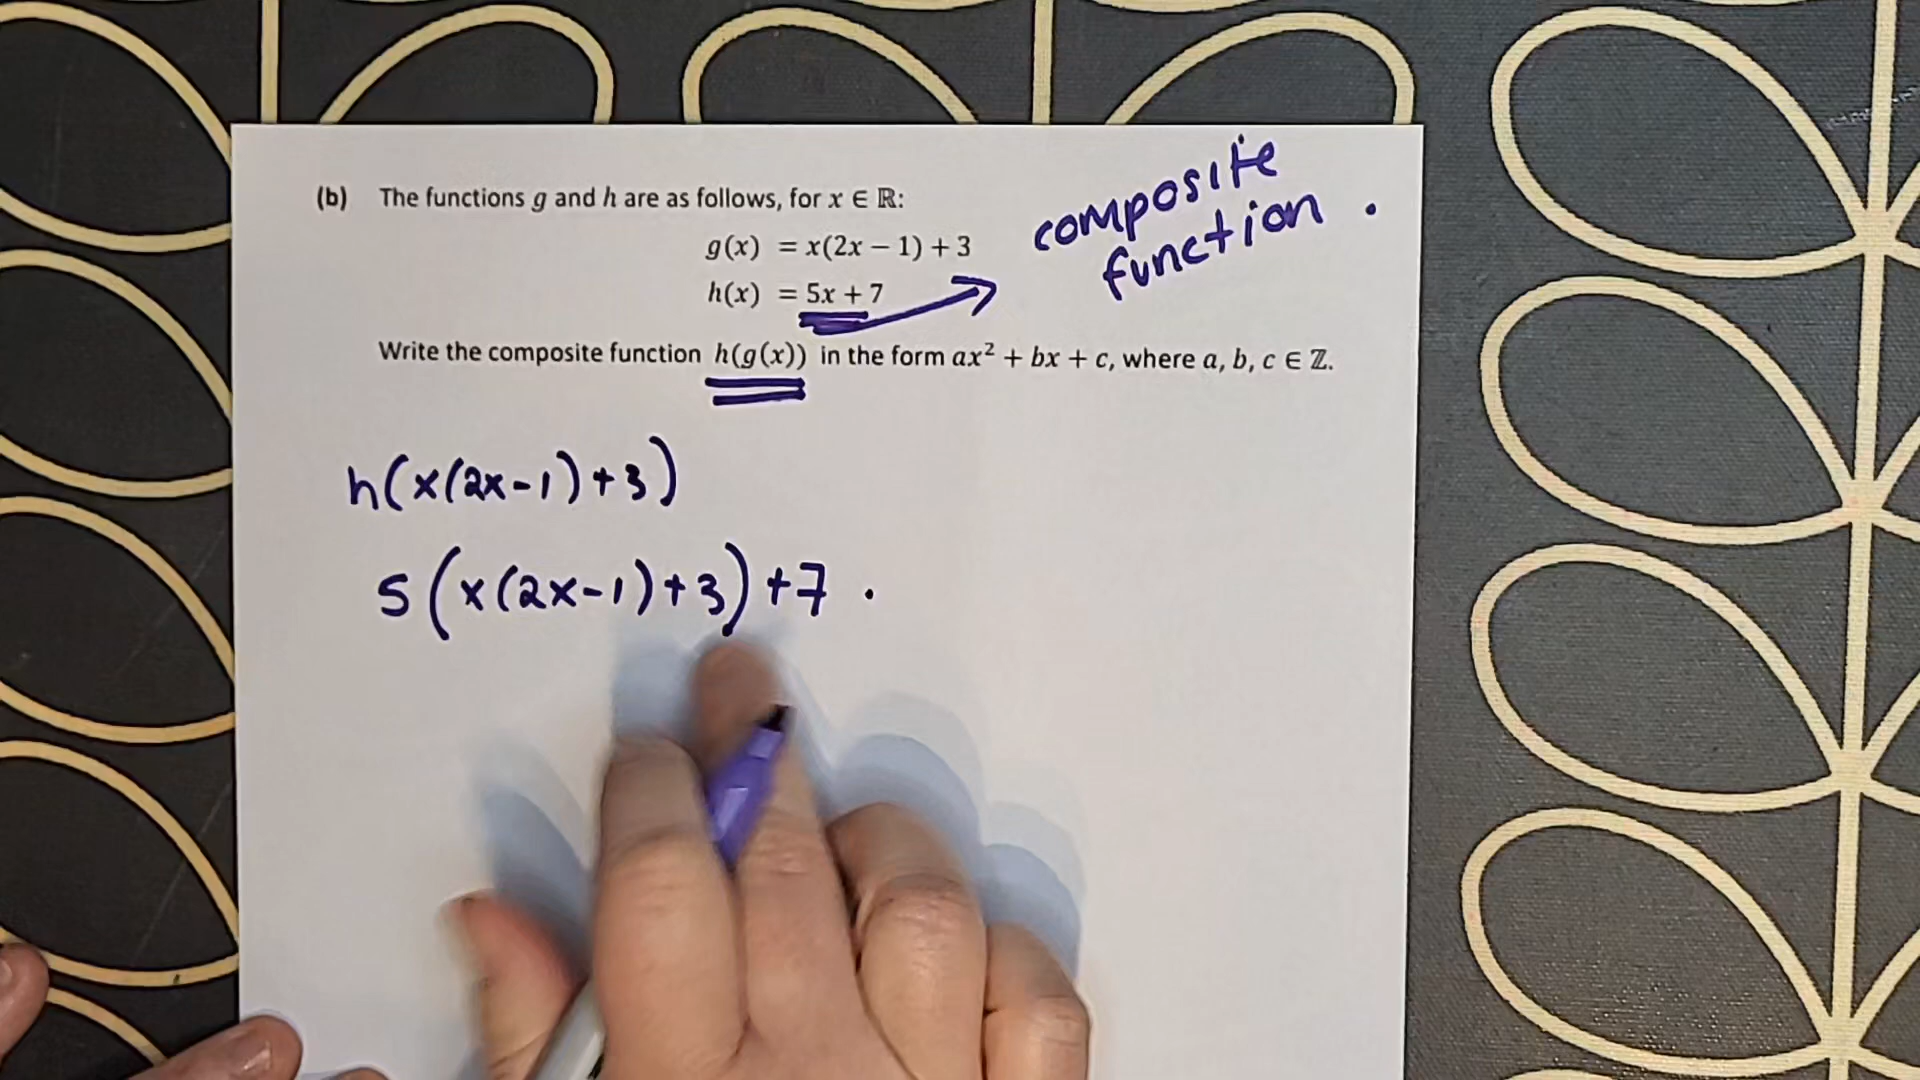 (b) The functions g and h are as follows, for x ∈ ℝ:
g(x) = x(2x − 1) + 3
h(x) = 5x + 7
composite
function.
Write the composite function h(g(x)) in the form ax² + bx + c, where a, b, c ∈ ℤ.
h(x(2x-1)+3)
5(x(2x-1)+3)+7.